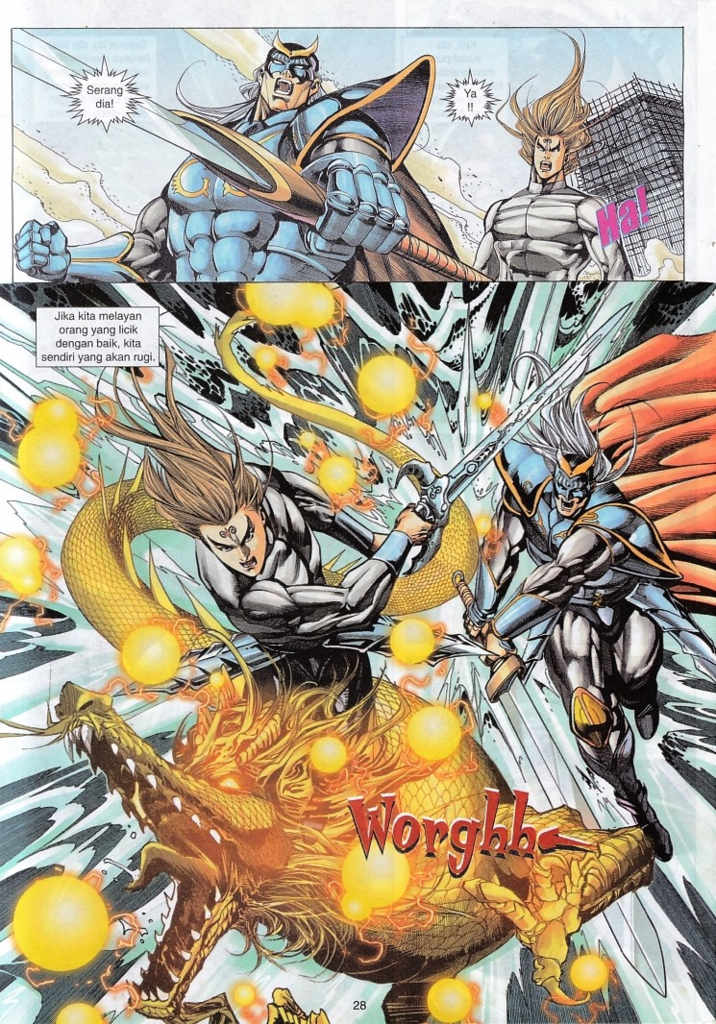 Serang
dia!
Ya
!!
Ha!
Jika kita melayan
orang yang licik
dengan baik, kita
sendiri yang akan rugi.
Worghh
28